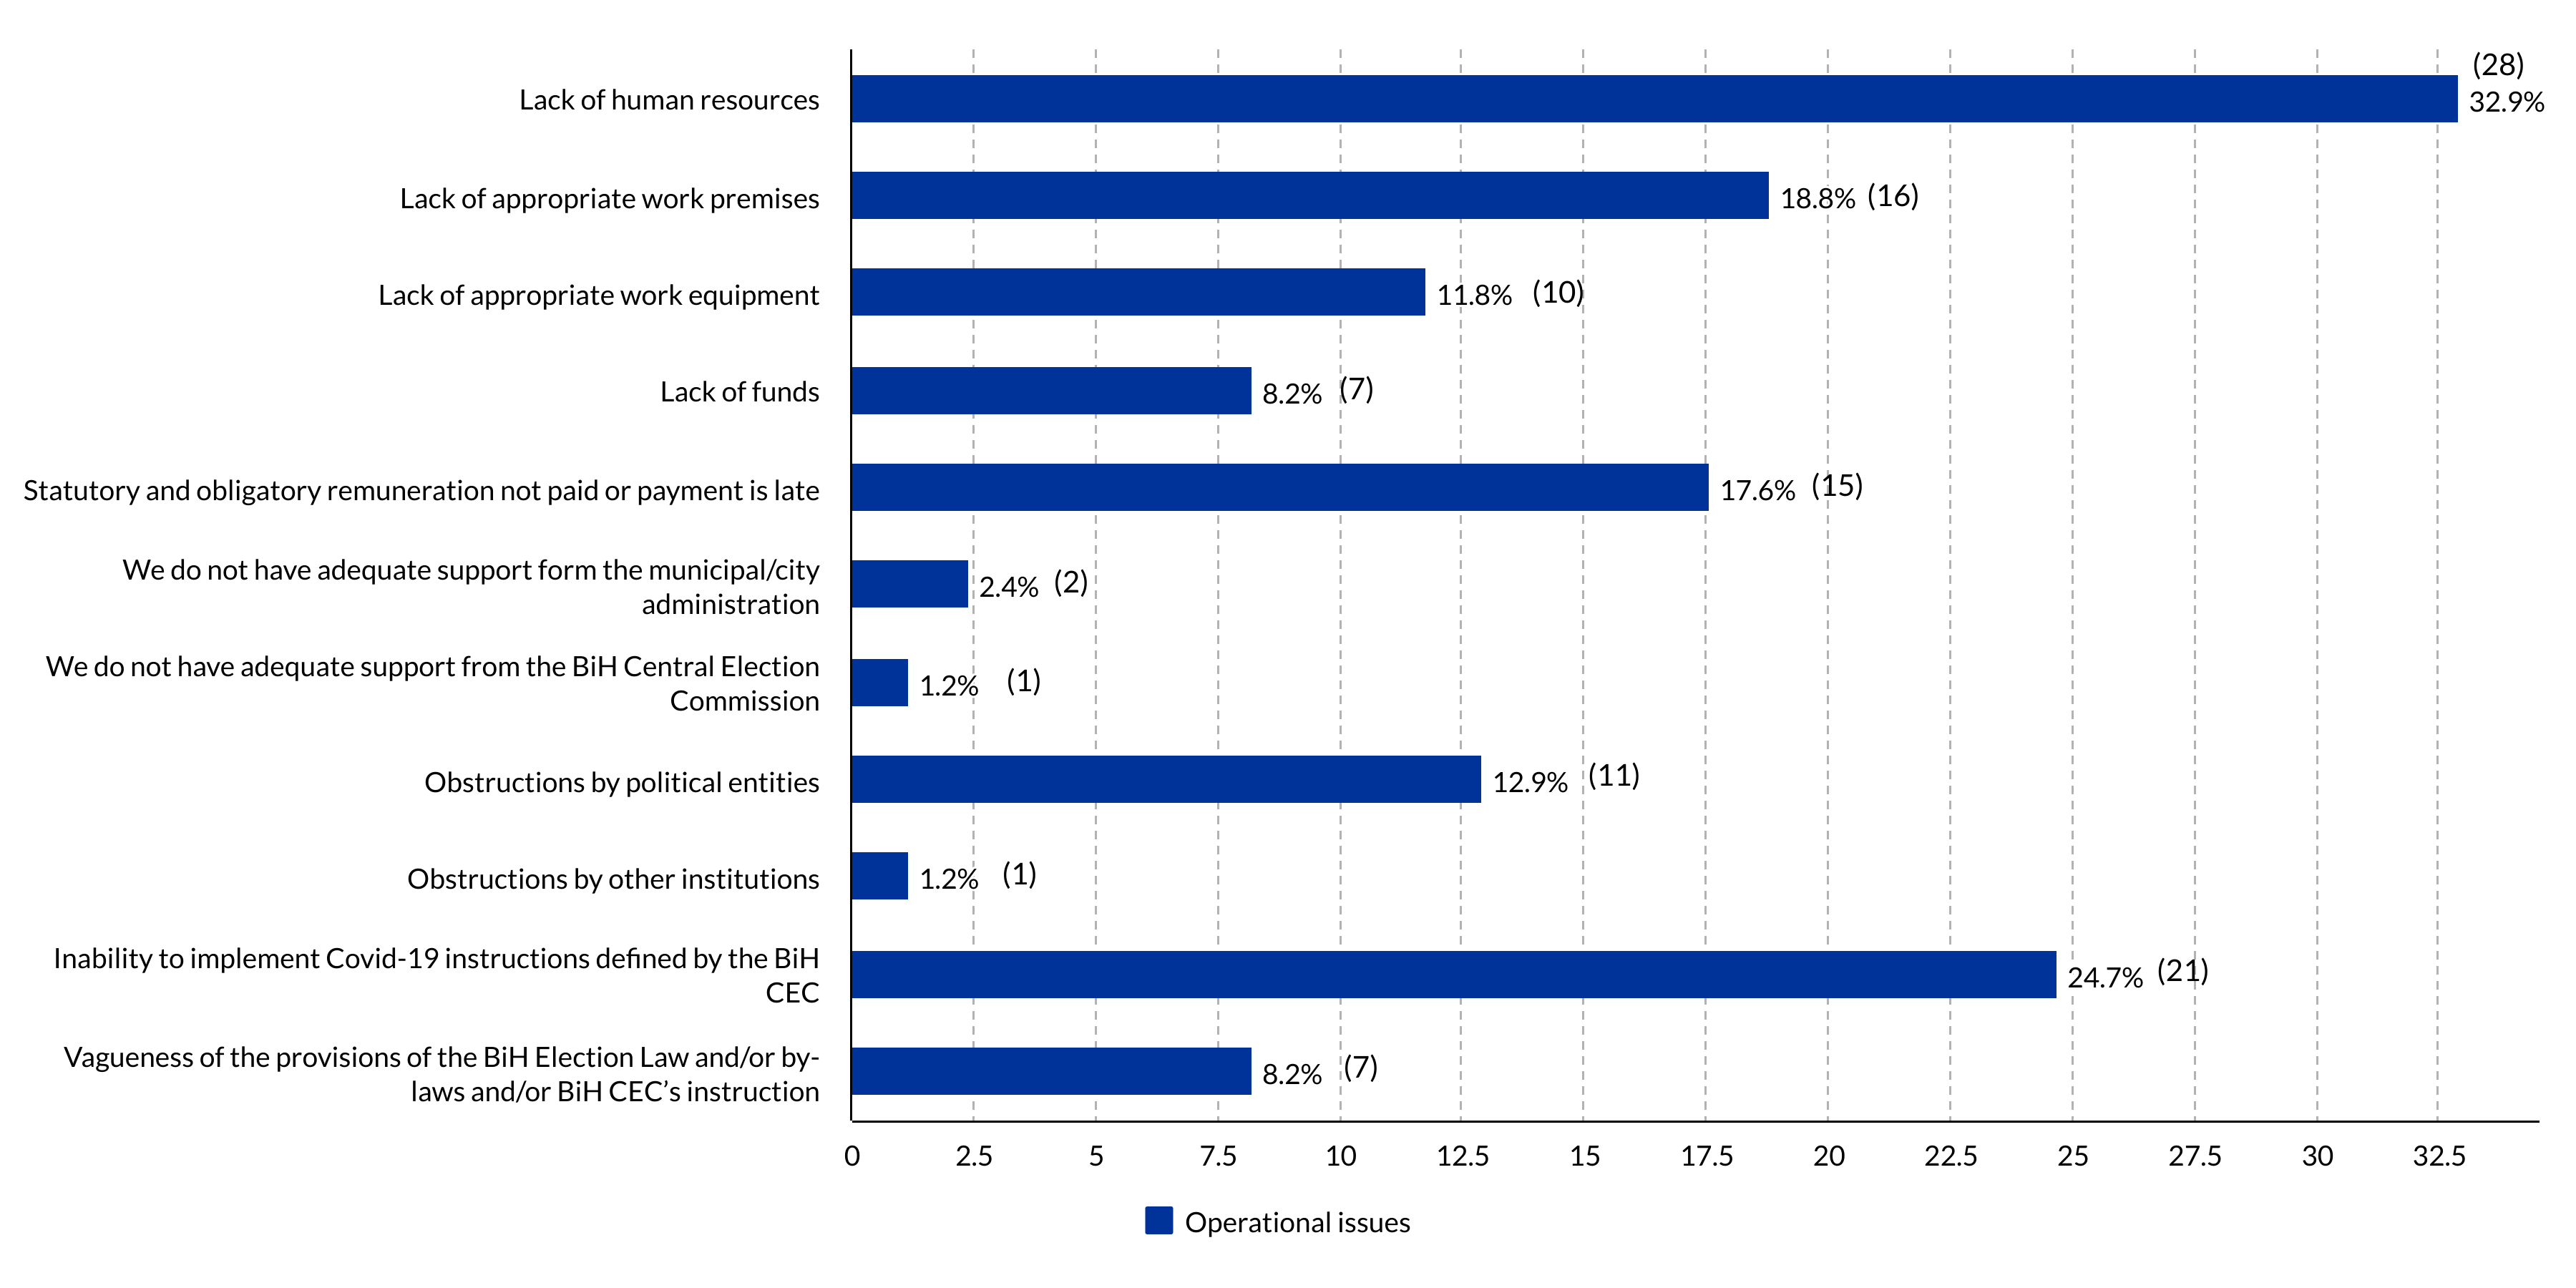 (28)
Lack of human resources 32.9%
Lack of appropriate work premises 18.8% (16)
Lack of appropriate work equipment 11.8% (10)
Lack of funds 8.2% (7)
Statutory and obligatory remuneration not paid or payment is late 17.6% (15)
We do not have adequate support form the municipal/city
administration 2.4% (2)
We do not have adequate support from the BiH Central Election
Commission 1.2% (1)
Obstructions by political entities 12.9% (11)
Obstructions by other institutions 1.2% (1)
Inability to implement Covid-19 instructions defined by the BiH
CEC 24.7% (21)
Vagueness of the provisions of the BiH Election Law and/or by-
laws and/or BiH CEC’s instruction 8.2% (7)
0 2.5 5 7.5 10 12.5 15 17.5 20 22.5 25 27.5 30 32.5
Operational issues